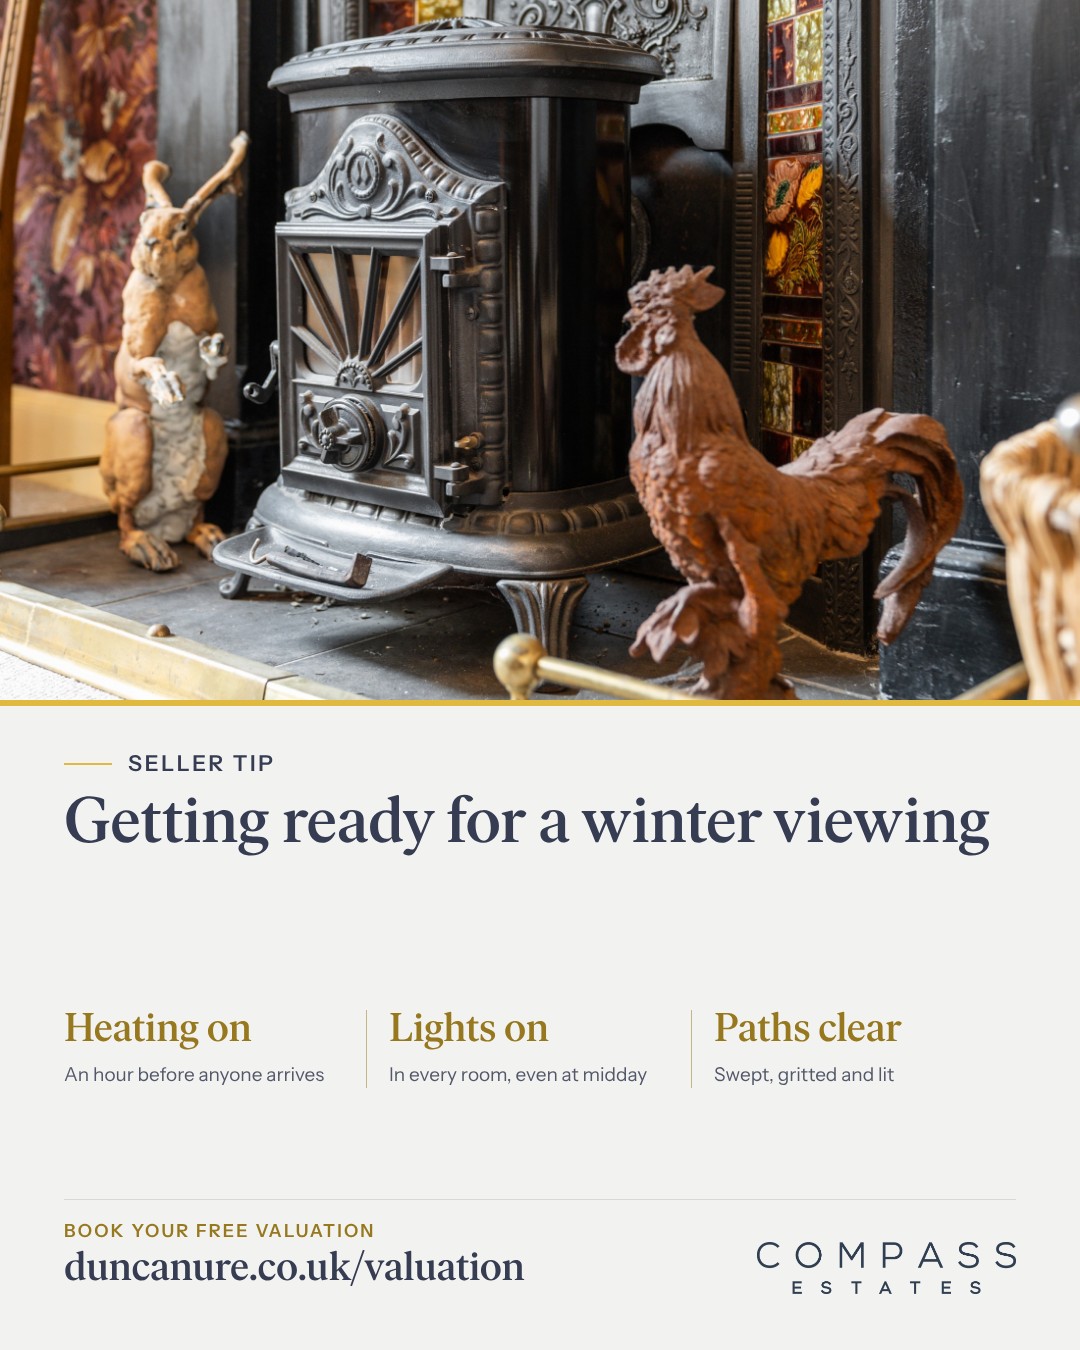 SELLER TIP
Getting ready for a winter viewing
Heating on
An hour before anyone arrives
Lights on
In every room, even at midday
Paths clear
Swept, gritted and lit
BOOK YOUR FREE VALUATION
duncanure.co.uk/valuation
COMPASS
ESTATES